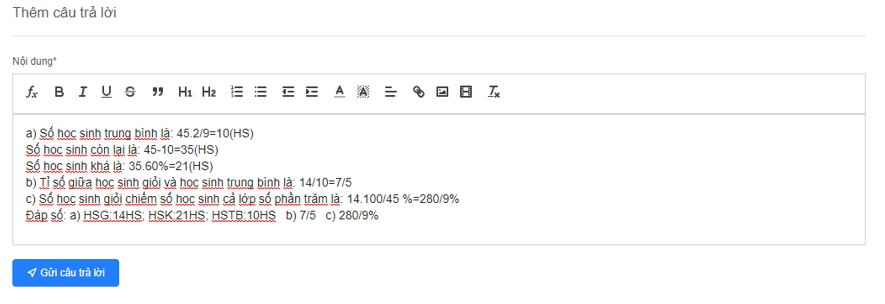 Thêm câu trả lời
Nội dung*
fx B I U S ” H1 H2 A A Tx
a) Số học sinh trung bình là: 45.2/9=10(HS)
Số học sinh còn lại là: 45-10=35(HS)
Số học sinh khá là: 35.60%=21(HS)
b) Tỉ số giữa học sinh giỏi và học sinh trung bình là: 14/10=7/5
c) Số học sinh giỏi chiếm số học sinh cả lớp số phần trăm là: 14.100/45 %=280/9%
Đáp số: a) HSG:14HS; HSK:21HS; HSTB:10HS b) 7/5 c) 280/9%
Gửi câu trả lời